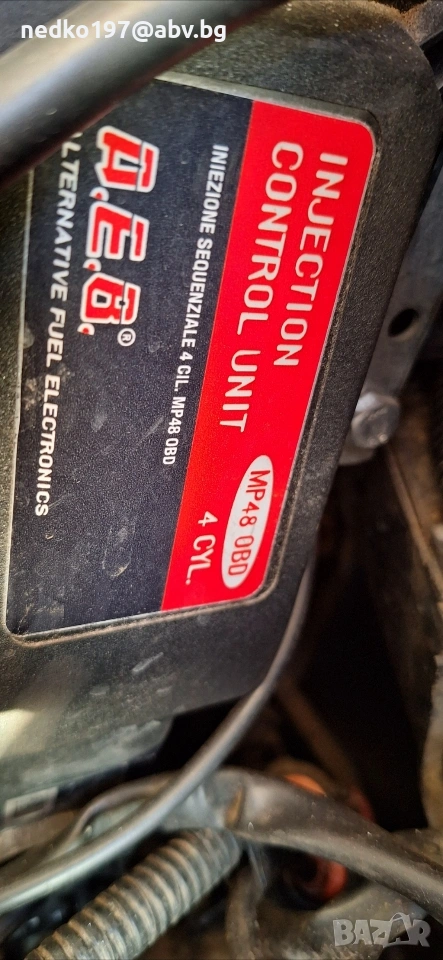 nedko197@abv.bg
INJECTION
CONTROL UNIT
MP48 OBD
4 CYL.
INIEZIONE SEQUENZIALE 4 CIL. MP48 OBD
A.E.B.®
ALTERNATIVE FUEL ELECTRONICS
BAZAR